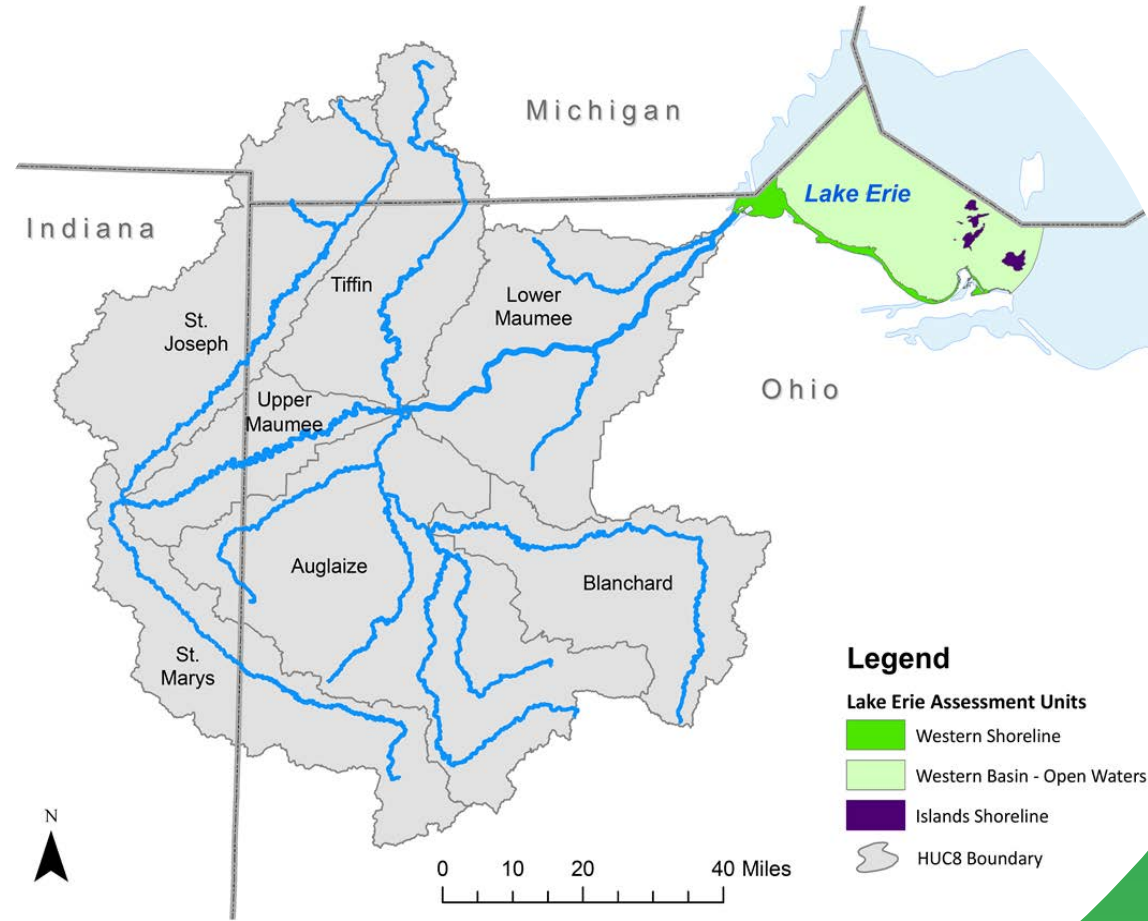 Michigan
Indiana
Lake Erie
Tiffin
Lower
Maumee
St.
Joseph
Ohio
Upper
Maumee
Auglaize
Blanchard
St.
Marys
Legend
Lake Erie Assessment Units
Western Shoreline
Western Basin - Open Waters
Islands Shoreline
HUC8 Boundary
N
0 10 20 40 Miles